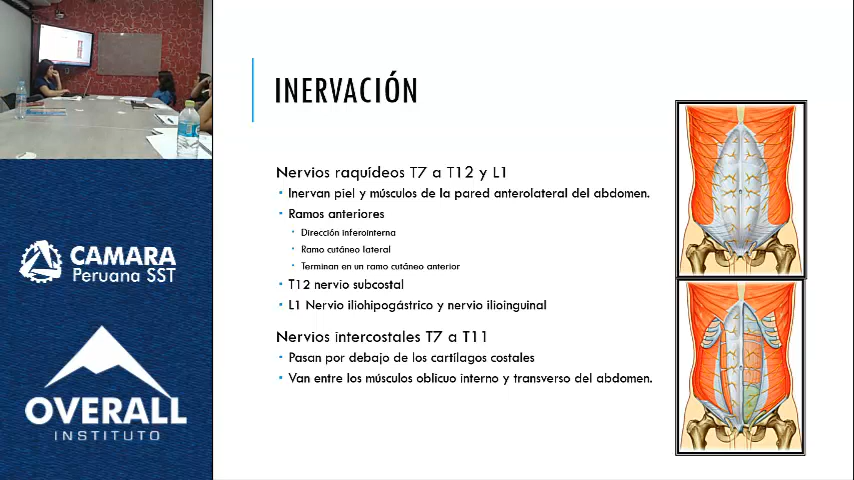 INERVACIÓN
Nervios raquídeos T7 a T12 y L1
Inervan piel y músculos de la pared anterolateral del abdomen.
Ramos anteriores
Dirección inferointerna
Ramo cutáneo lateral
Terminan en un ramo cutáneo anterior
T12 nervio subcostal
L1 Nervio iliohipogástrico y nervio ilioinguinal
Nervios intercostales T7 a T11
Pasan por debajo de los cartílagos costales
Van entre los músculos oblicuo interno y transverso del abdomen.
CAMARA
Peruana SST
OVERALL
INSTITUTO